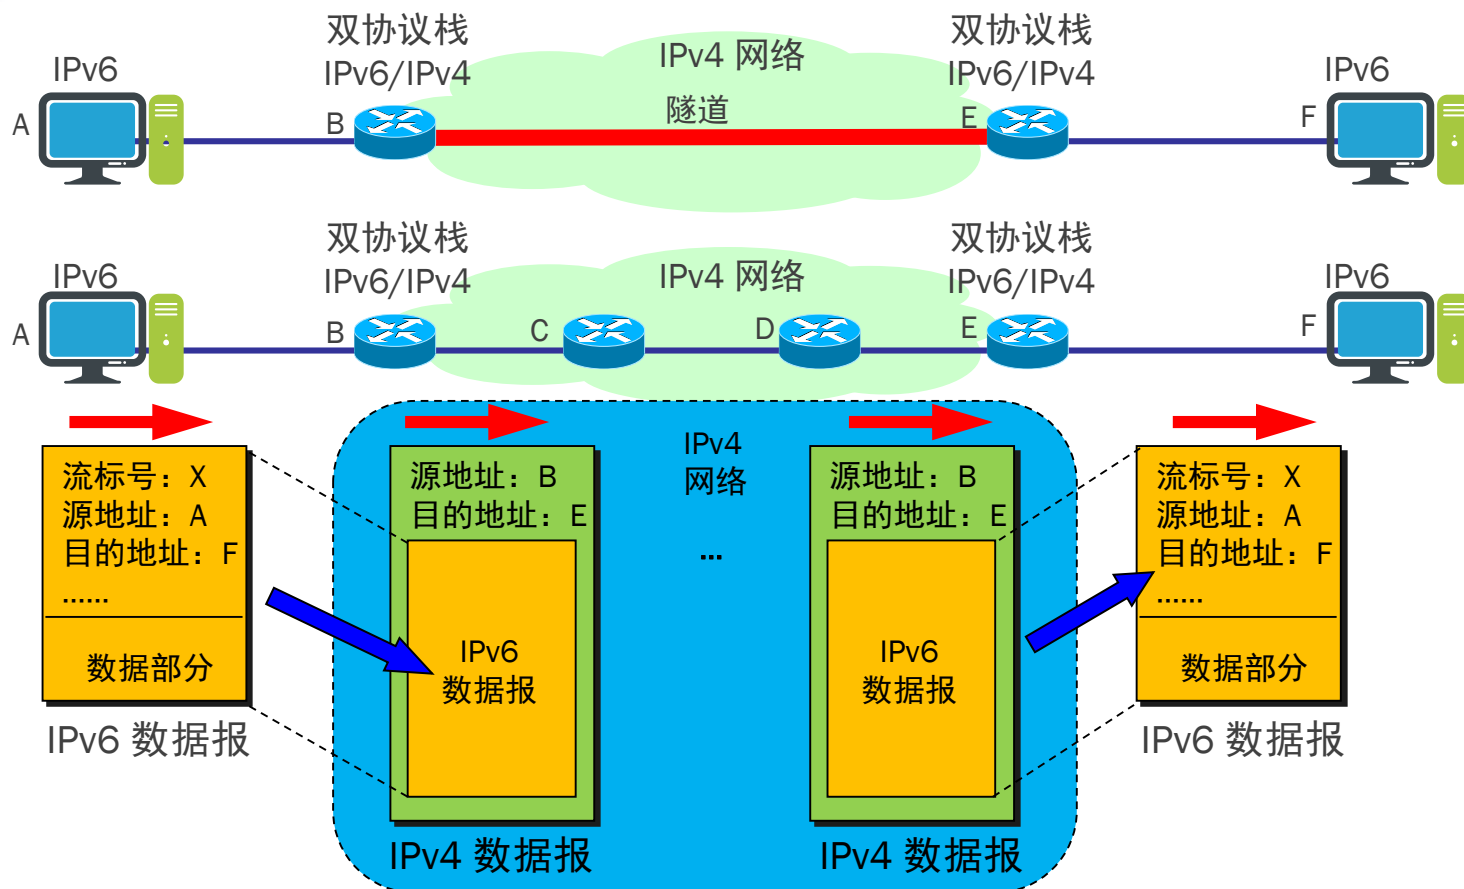 双协议栈
IPv6/IPv4
IPv4 网络
双协议栈
IPv6/IPv4
IPv6
IPv6
隧道
A
B
E
F
双协议栈
IPv6/IPv4
IPv4 网络
双协议栈
IPv6/IPv4
IPv6
IPv6
A
B
C
D
E
F
流标号：X
源地址：A
目的地址：F
......
数据部分
IPv6 数据报
源地址：B
目的地址：E
IPv6
数据报
IPv4 数据报
IPv4
网络
...
源地址：B
目的地址：E
IPv6
数据报
IPv4 数据报
流标号：X
源地址：A
目的地址：F
......
数据部分
IPv6 数据报